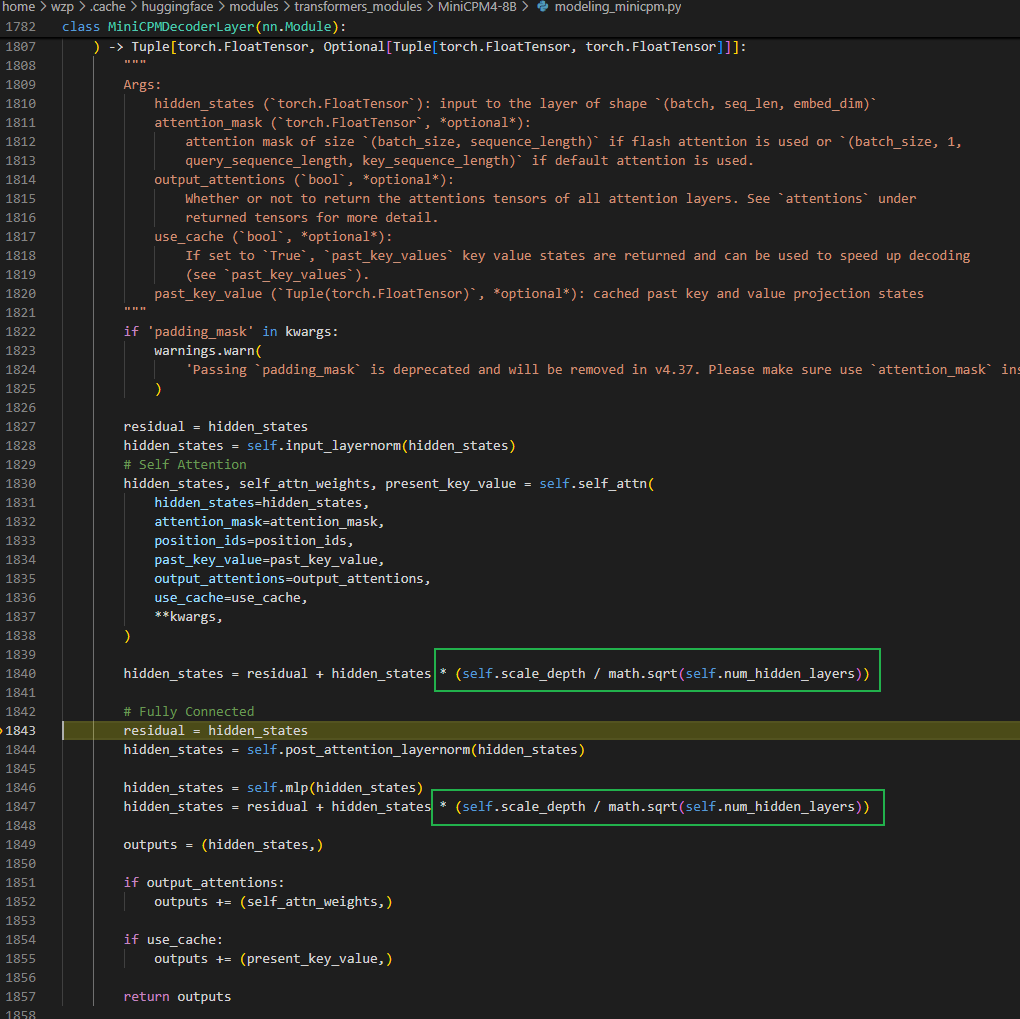 home > wzp > .cache > huggingface > modules > transformers_modules > MiniCPM4-8B > modeling_minicpm.py
1782 class MiniCPMDecoderLayer(nn.Module):
1807 ) -> Tuple[torch.FloatTensor, Optional[Tuple[torch.FloatTensor, torch.FloatTensor]]]:
1808 """
1809 Args:
1810 hidden_states (`torch.FloatTensor`): input to the layer of shape `(batch, seq_len, embed_dim)`
1811 attention_mask (`torch.FloatTensor`, *optional*):
1812 attention mask of size `(batch_size, sequence_length)` if flash attention is used or `(batch_size, 1,
1813 query_sequence_length, key_sequence_length)` if default attention is used.
1814 output_attentions (`bool`, *optional*):
1815 Whether or not to return the attentions tensors of all attention layers. See `attentions` under
1816 returned tensors for more detail.
1817 use_cache (`bool`, *optional*):
1818 If set to `True`, `past_key_values` key value states are returned and can be used to speed up decoding
1819 (see `past_key_values`).
1820 past_key_value (`Tuple(torch.FloatTensor)`, *optional*): cached past key and value projection states
1821 """
1822 if 'padding_mask' in kwargs:
1823 warnings.warn(
1824 'Passing `padding_mask` is deprecated and will be removed in v4.37. Please make sure use `attention_mask` ins
1825 )
1826
1827 residual = hidden_states
1828 hidden_states = self.input_layernorm(hidden_states)
1829 # Self Attention
1830 hidden_states, self_attn_weights, present_key_value = self.self_attn(
1831 hidden_states=hidden_states,
1832 attention_mask=attention_mask,
1833 position_ids=position_ids,
1834 past_key_value=past_key_value,
1835 output_attentions=output_attentions,
1836 use_cache=use_cache,
1837 **kwargs,
1838 )
1839
1840 hidden_states = residual + hidden_states * (self.scale_depth / math.sqrt(self.num_hidden_layers))
1841
1842 # Fully Connected
1843 residual = hidden_states
1844 hidden_states = self.post_attention_layernorm(hidden_states)
1845
1846 hidden_states = self.mlp(hidden_states)
1847 hidden_states = residual + hidden_states * (self.scale_depth / math.sqrt(self.num_hidden_layers))
1848
1849 outputs = (hidden_states,)
1850
1851 if output_attentions:
1852 outputs += (self_attn_weights,)
1853
1854 if use_cache:
1855 outputs += (present_key_value,)
1856
1857 return outputs
1858